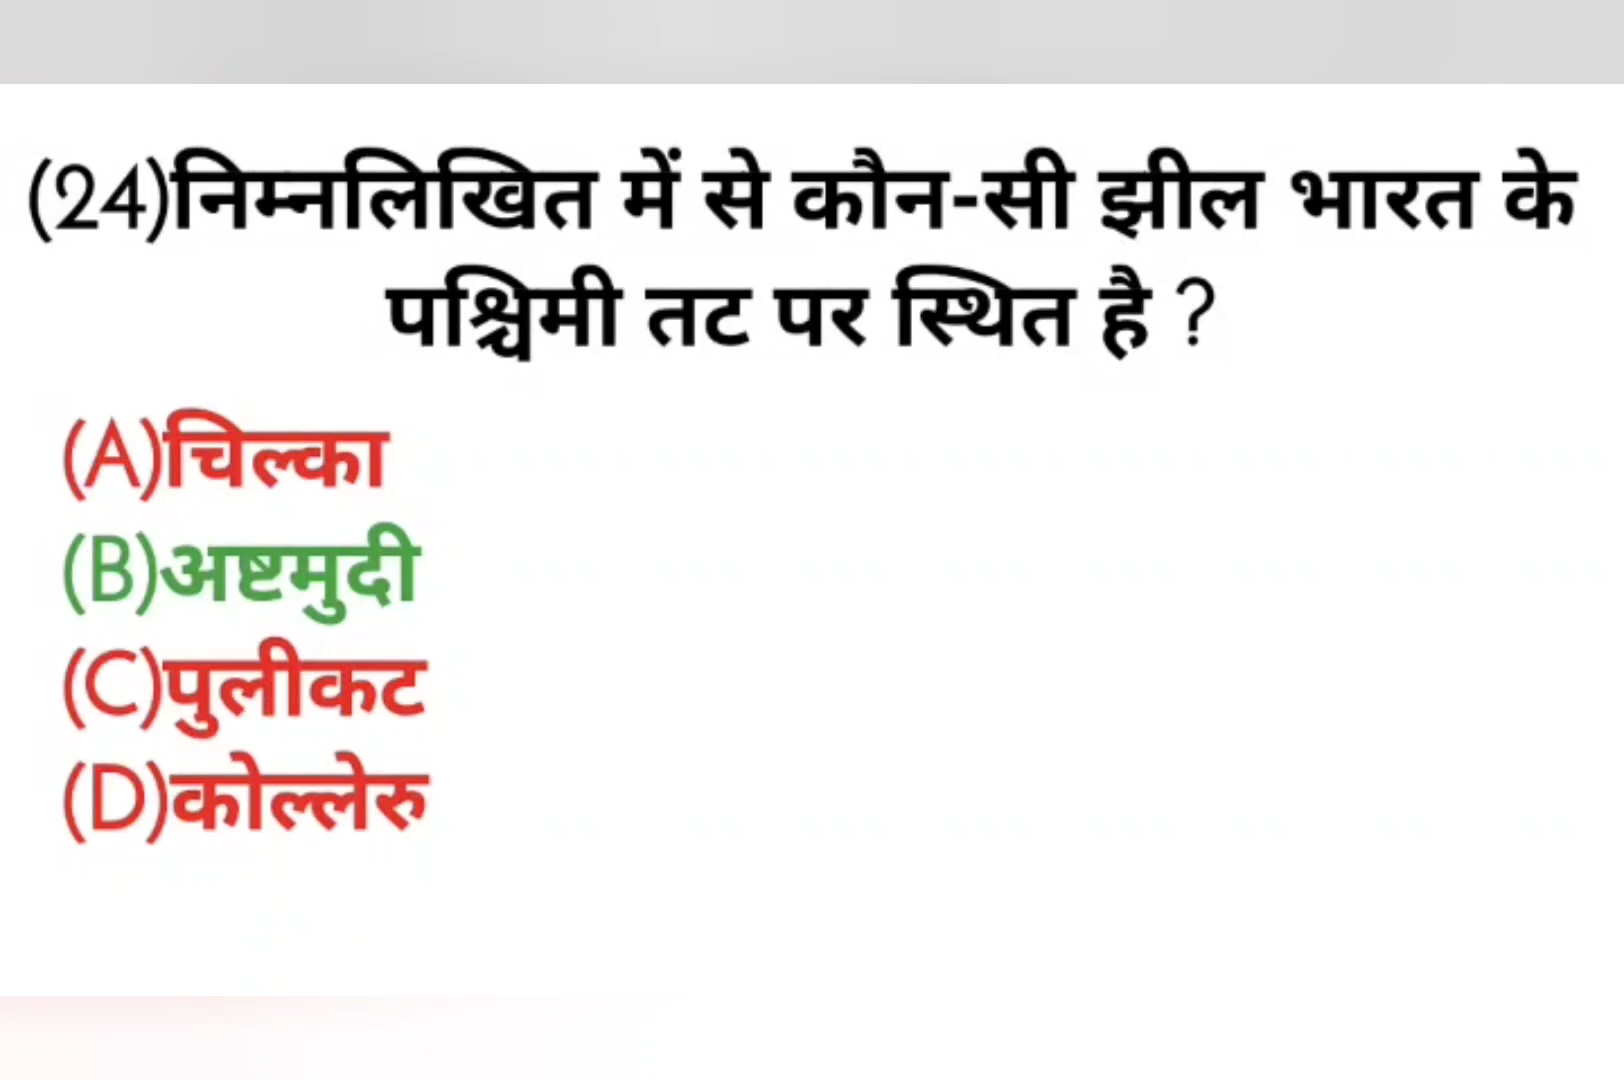 (24)निम्नलिखित में से कौन-सी झील भारत के
पश्चिमी तट पर स्थित है ?
(A)चिल्का
(B)अष्टमुदी
(C)पुलीकट
(D)कोल्लेरु